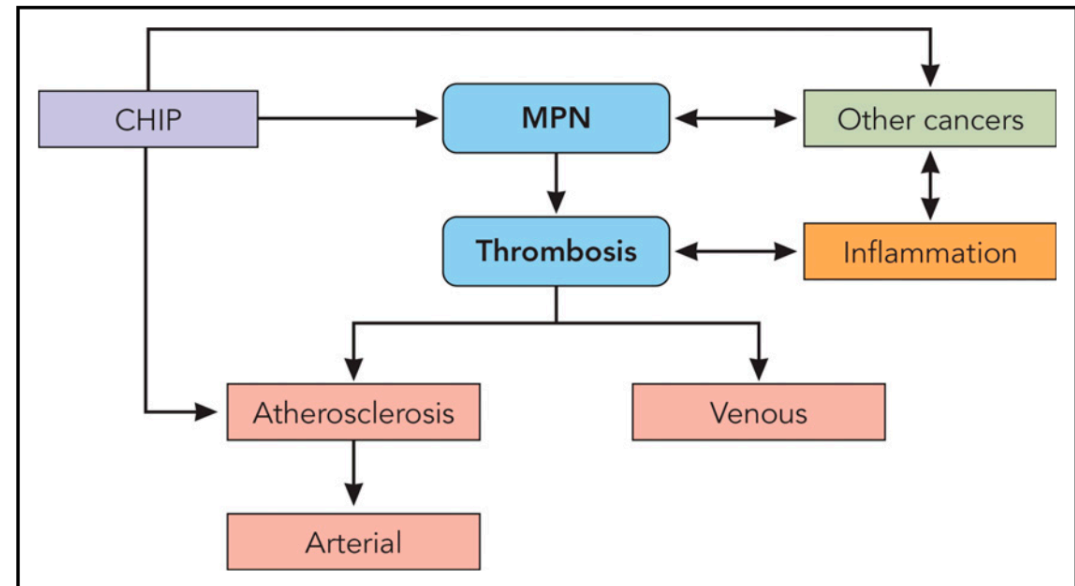 CHIP
MPN
Other cancers
Thrombosis
Inflammation
Atherosclerosis
Venous
Arterial